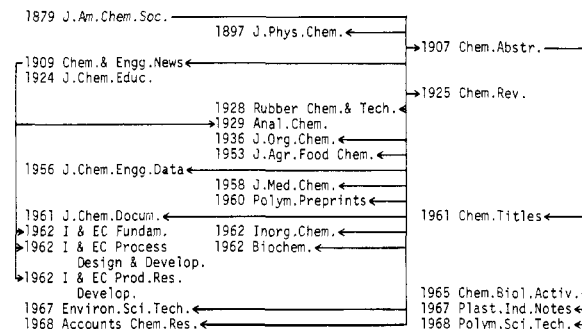 1879 J.Am.Chem.Soc.
1897 J.Phys.Chem.
1907 Chem.Abstr.
1909 Chem.& Engg.News
1924 J.Chem.Educ.
1925 Chem.Rev.
1928 Rubber Chem.& Tech.
1929 Anal.Chem.
1936 J.Org.Chem.
1953 J.Agr.Food Chem.
1956 J.Chem.Engg.Data
1958 J.Med.Chem.
1960 Polym.Preprints
1961 J.Chem.Docum.
1961 Chem.Titles
1962 I & EC Fundam.
1962 Inorg.Chem.
1962 I & EC Process
Design & Develop.
1962 Biochem.
1962 I & EC Prod.Res.
Develop.
1965 Chem.Biol.Activ.
1967 Environ.Sci.Tech.
1967 Plast.Ind.Notes
1968 Accounts Chem.Res.
1968 Polym.Sci.Tech.